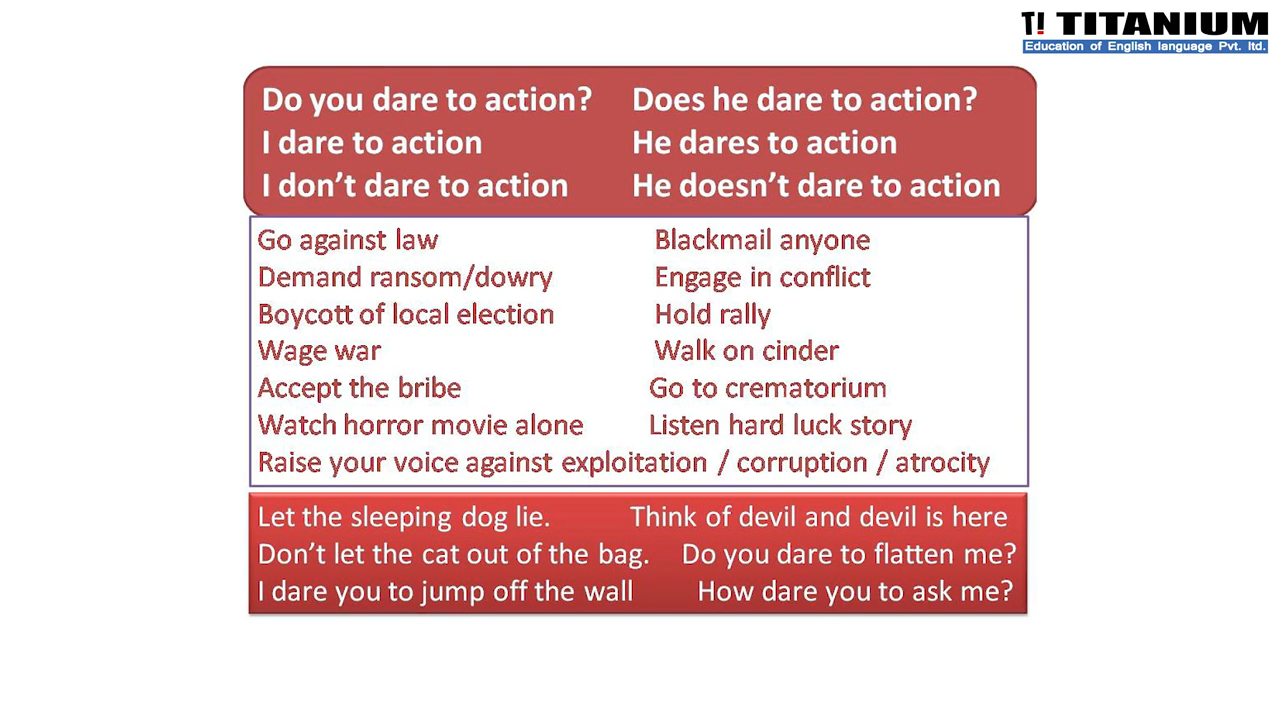 T! TITANIUM
Education of English language Pvt. ltd.
Do you dare to action? Does he dare to action?
I dare to action He dares to action
I don't dare to action He doesn't dare to action
Go against law Blackmail anyone
Demand ransom/dowry Engage in conflict
Boycott of local election Hold rally
Wage war Walk on cinder
Accept the bribe Go to crematorium
Watch horror movie alone Listen hard luck story
Raise your voice against exploitation / corruption / atrocity
Let the sleeping dog lie. Think of devil and devil is here
Don't let the cat out of the bag. Do you dare to flatten me?
I dare you to jump off the wall How dare you to ask me?